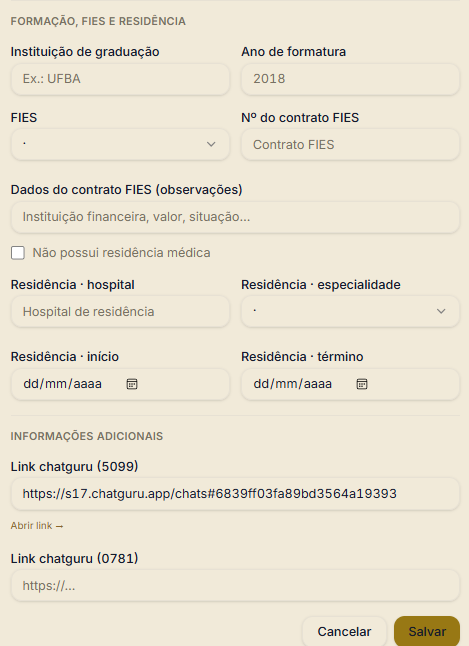 FORMAÇÃO, FIES E RESIDÊNCIA
Instituição de graduação
Ano de formatura
Ex.: UFBA
2018
FIES
Nº do contrato FIES
·
Contrato FIES
Dados do contrato FIES (observações)
Instituição financeira, valor, situação...
Não possui residência médica
Residência · hospital
Residência · especialidade
Hospital de residência
·
Residência · início
Residência · término
dd/mm/aaaa
dd/mm/aaaa
INFORMAÇÕES ADICIONAIS
Link chatguru (5099)
https://s17.chatguru.app/chats#6839ff03fa89bd3564a19393
Abrir link →
Link chatguru (0781)
https://...
Cancelar
Salvar